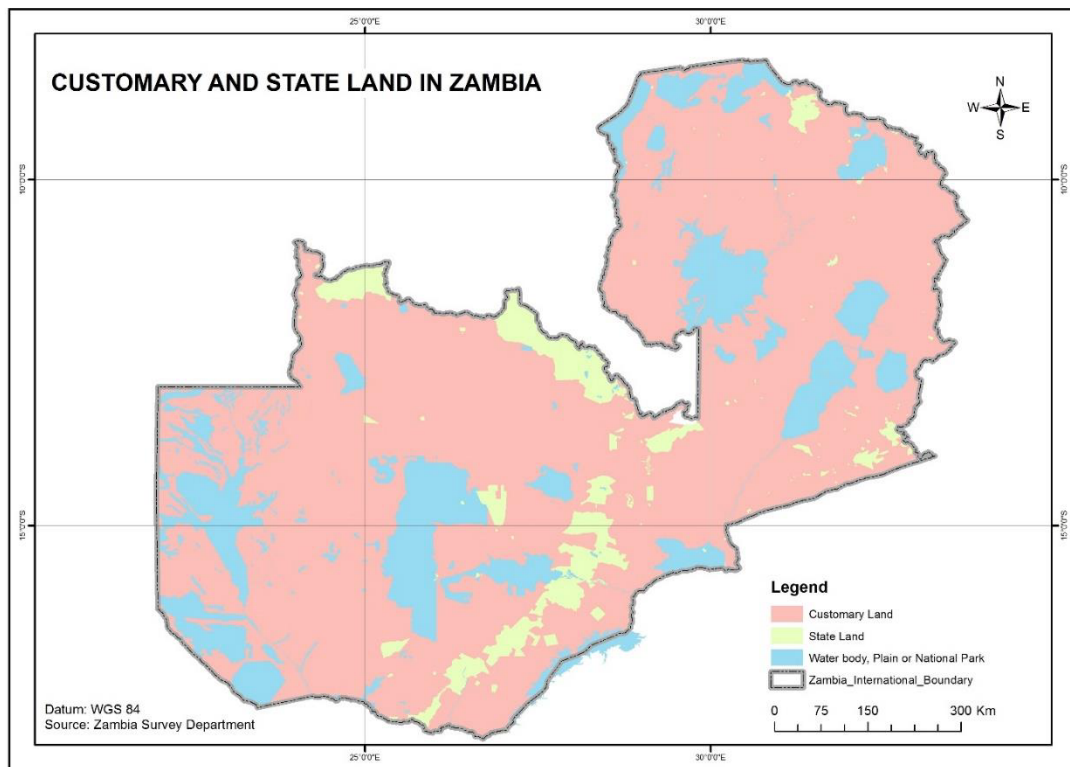 25°0'0"E
30°0'0"E
CUSTOMARY AND STATE LAND IN ZAMBIA
N
W
E
S
10°0'0"S
10°0'0"S
15°0'0"S
15°0'0"S
Legend
Customary Land
State Land
Water body, Plain or National Park
Zambia_International_Boundary
0 75 150 300 Km
Datum: WGS 84
Source: Zambia Survey Department
25°0'0"E
30°0'0"E